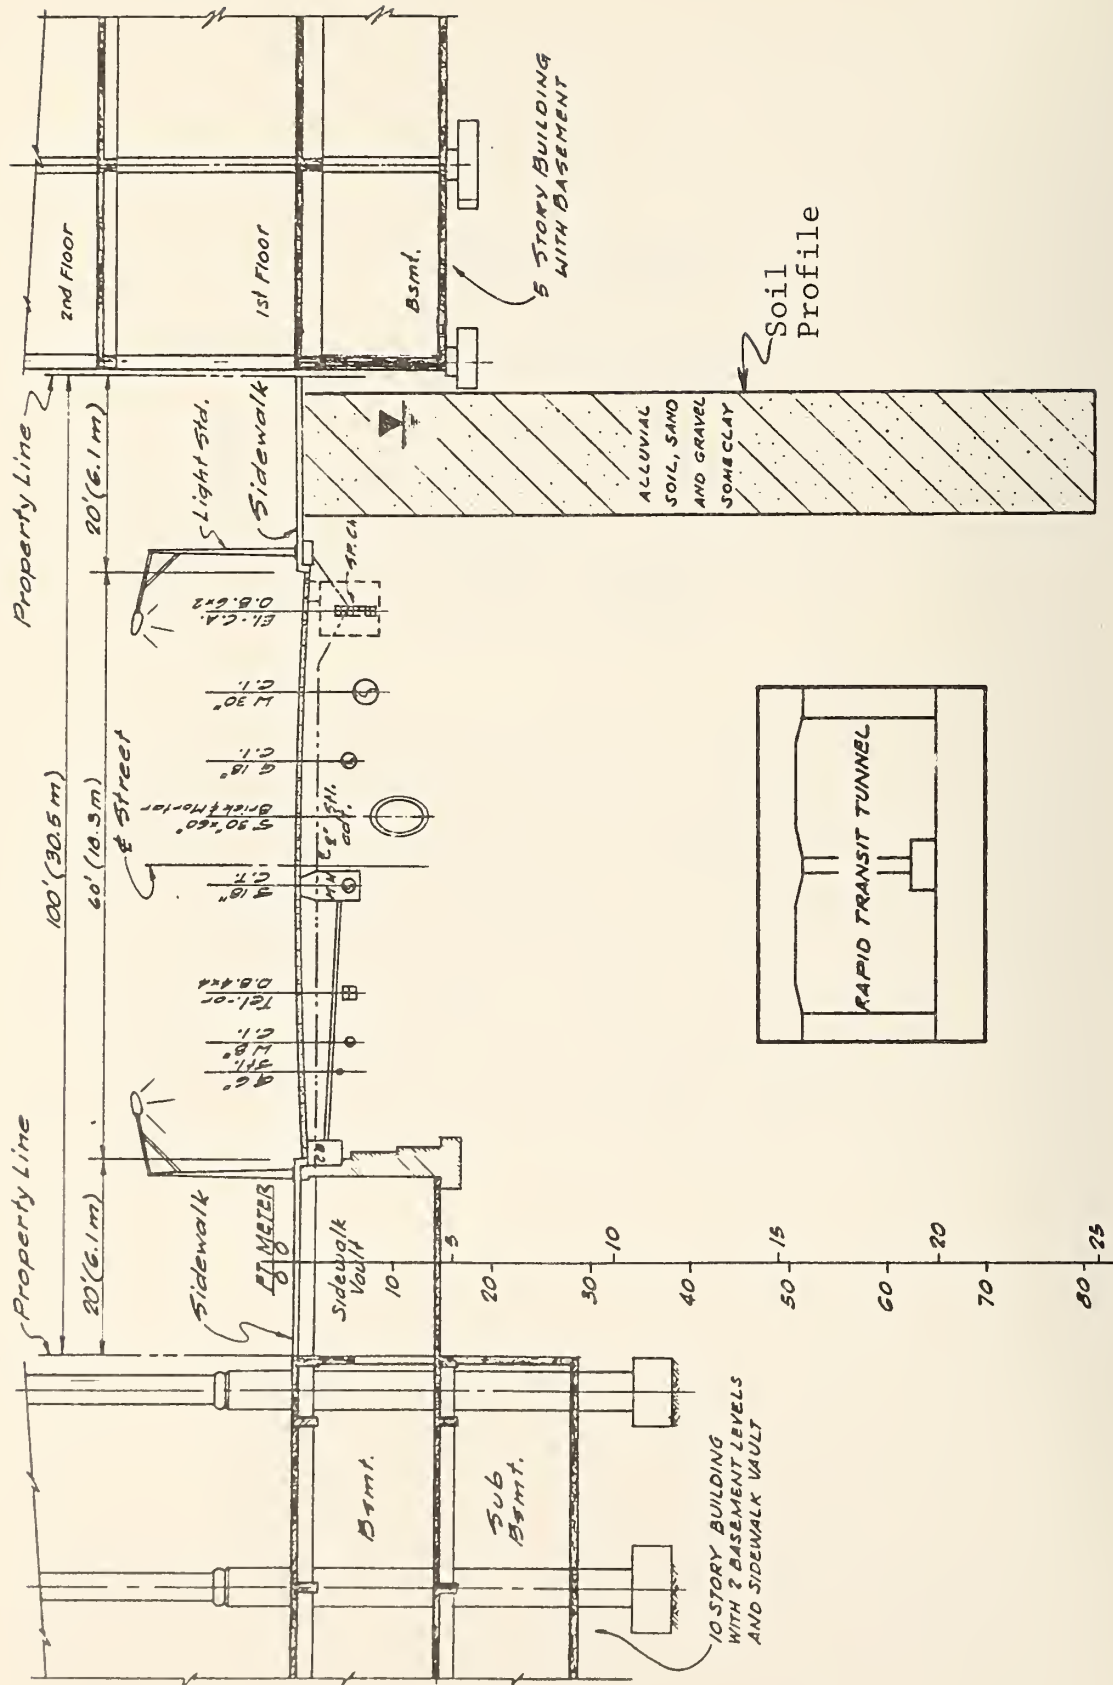 Property Line
100' (30.5 m)
Property Line
20' (6.1 m)
60' (18.3 m)
20' (6.1 m)
℄ Street
Light Std.
Sidewalk
Sidewalk
2nd Floor
1st Floor
Bsmt.
5 STORY BUILDING
WITH BASEMENT
G 6"
Stl.
W 8"
C.I.
Tel.-or
D.B. 4x4
S 18"
C.T.
S 30"x60"
Brick & Mortar
G 18"
C.I.
W 30"
C.I.
El.-C.A.
D.B. 6x2
M.H.
FT. METER
0 0
10
5
20
30
10
40
50
15
60
20
70
80
25
Sidewalk
Vault
Bsmt.
Sub
Bsmt.
10 STORY BUILDING
WITH 2 BASEMENT LEVELS
AND SIDEWALK VAULT
RAPID TRANSIT TUNNEL
ALLUVIAL
SOIL, SAND
AND GRAVEL
SOME CLAY
Soil
Profile